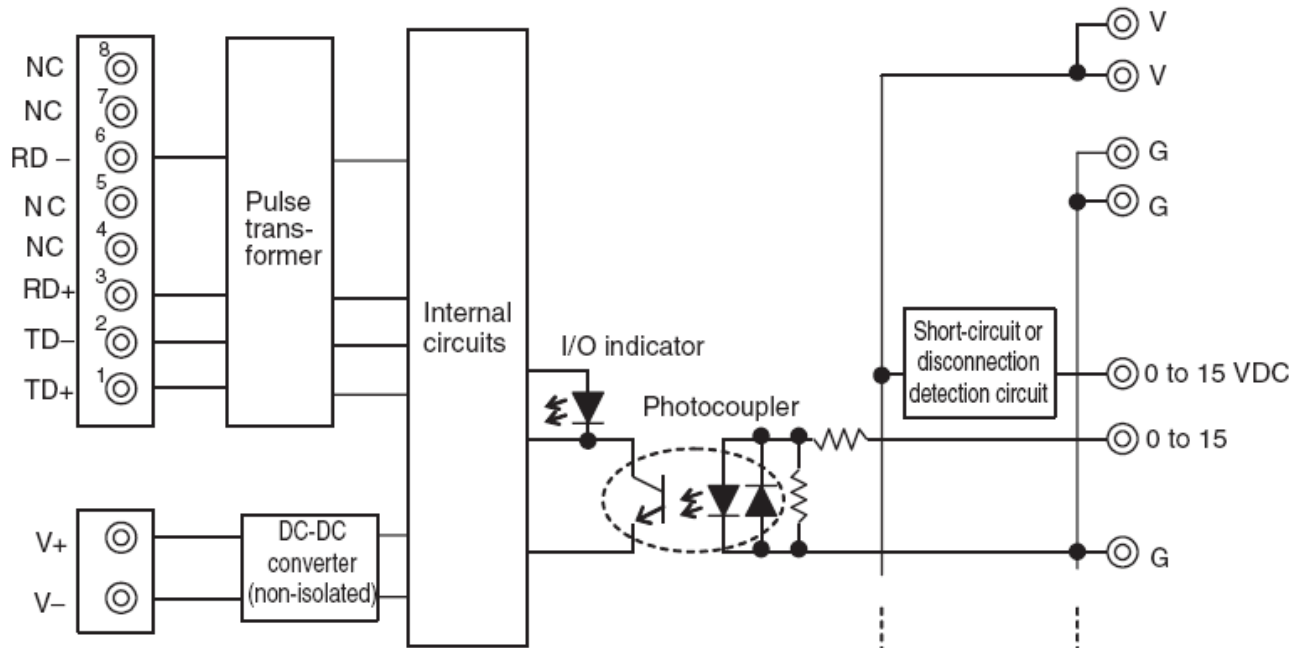 NC 8
NC 7
RD – 6
NC 5
NC 4
RD+ 3
TD– 2
TD+ 1
Pulse
trans-
former
Internal
circuits
V+
V–
DC-DC
converter
(non-isolated)
I/O indicator
Photocoupler
V
V
G
G
Short-circuit or
disconnection
detection circuit
0 to 15 VDC
0 to 15
G